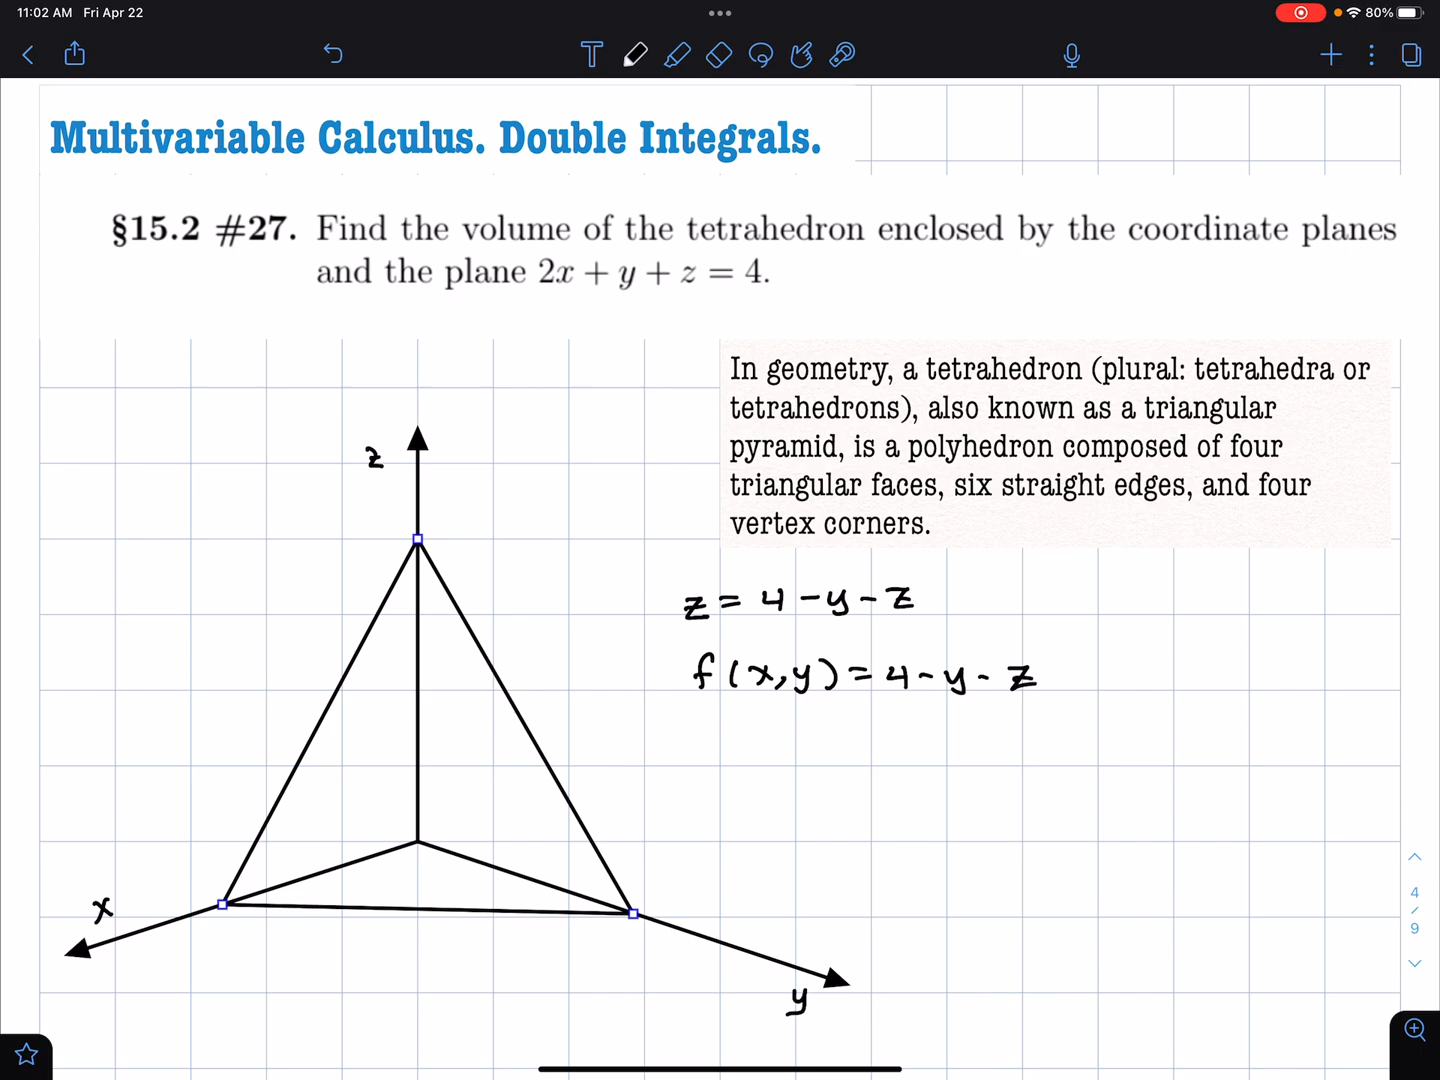 11:02 AM Fri Apr 22
80%
Multivariable Calculus. Double Integrals.
§15.2 #27. Find the volume of the tetrahedron enclosed by the coordinate planes
and the plane 2x + y + z = 4.
In geometry, a tetrahedron (plural: tetrahedra or
tetrahedrons), also known as a triangular
pyramid, is a polyhedron composed of four
triangular faces, six straight edges, and four
vertex corners.
z
z = 4 - y - z
f(x,y) = 4 - y - z
x
y
4
/
9